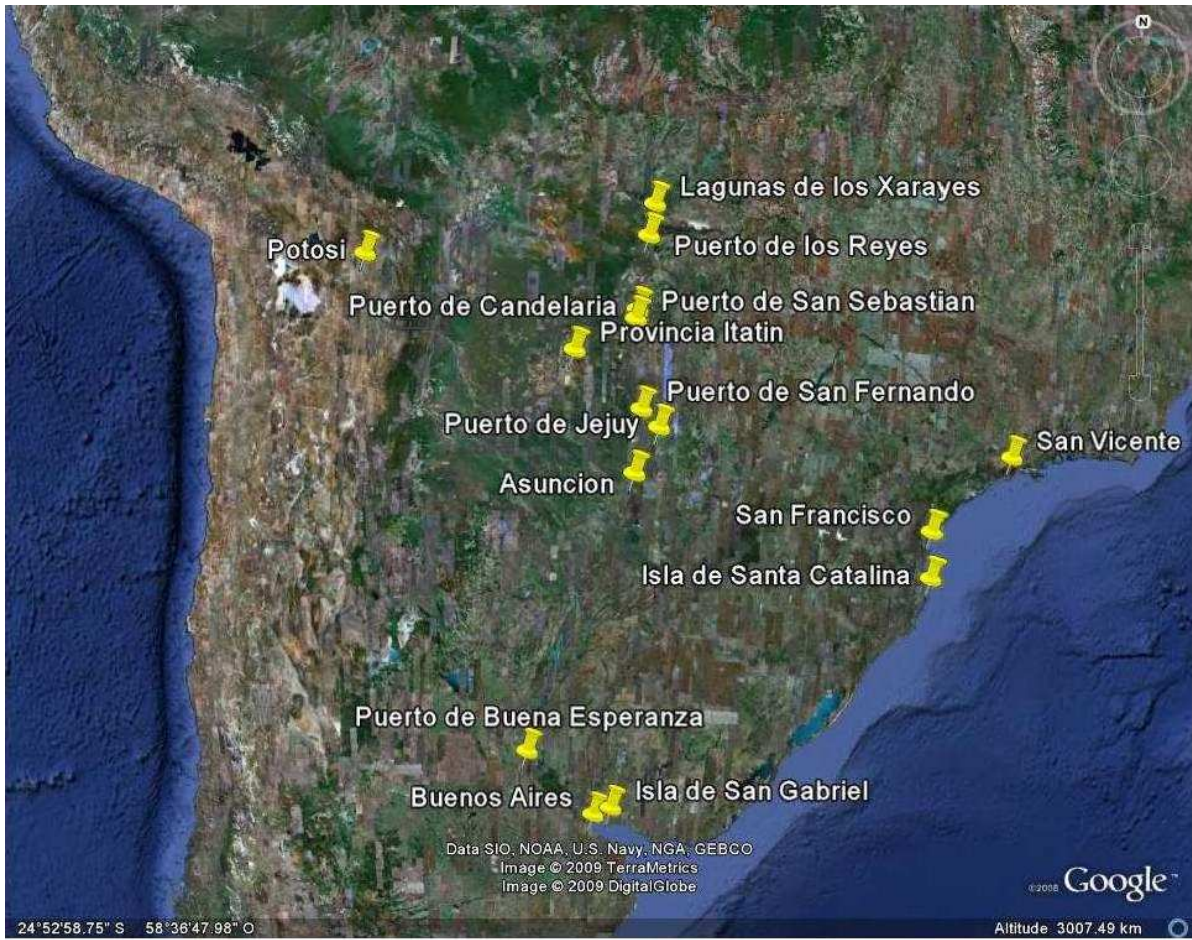 N
Lagunas de los Xarayes
Potosi
Puerto de los Reyes
Puerto de Candelaria
Puerto de San Sebastian
Provincia Itatin
Puerto de San Fernando
Puerto de Jejuy
San Vicente
Asuncion
San Francisco
Isla de Santa Catalina
Puerto de Buena Esperanza
Buenos Aires
Isla de San Gabriel
Data SIO, NOAA, U.S. Navy, NGA, GEBCO
Image © 2009 TerraMetrics
Image © 2009 DigitalGlobe
©2008 Google™
24°52'58.75" S 58°36'47.98" O
Altitude 3007.49 km